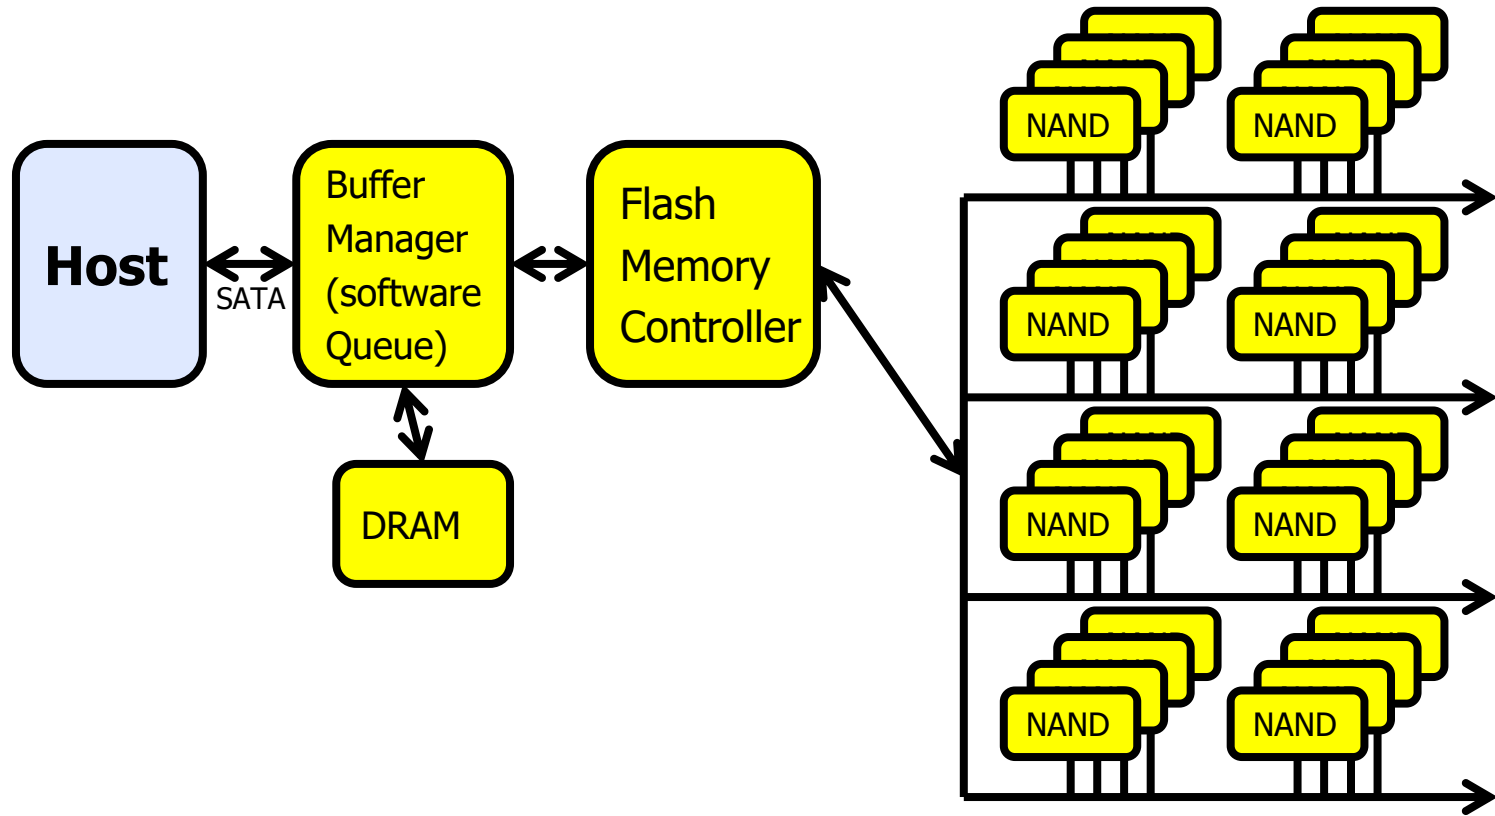 Host
SATA
Buffer
Manager
(software
Queue)
DRAM
Flash
Memory
Controller
NAND
NAND
NAND
NAND
NAND
NAND
NAND
NAND